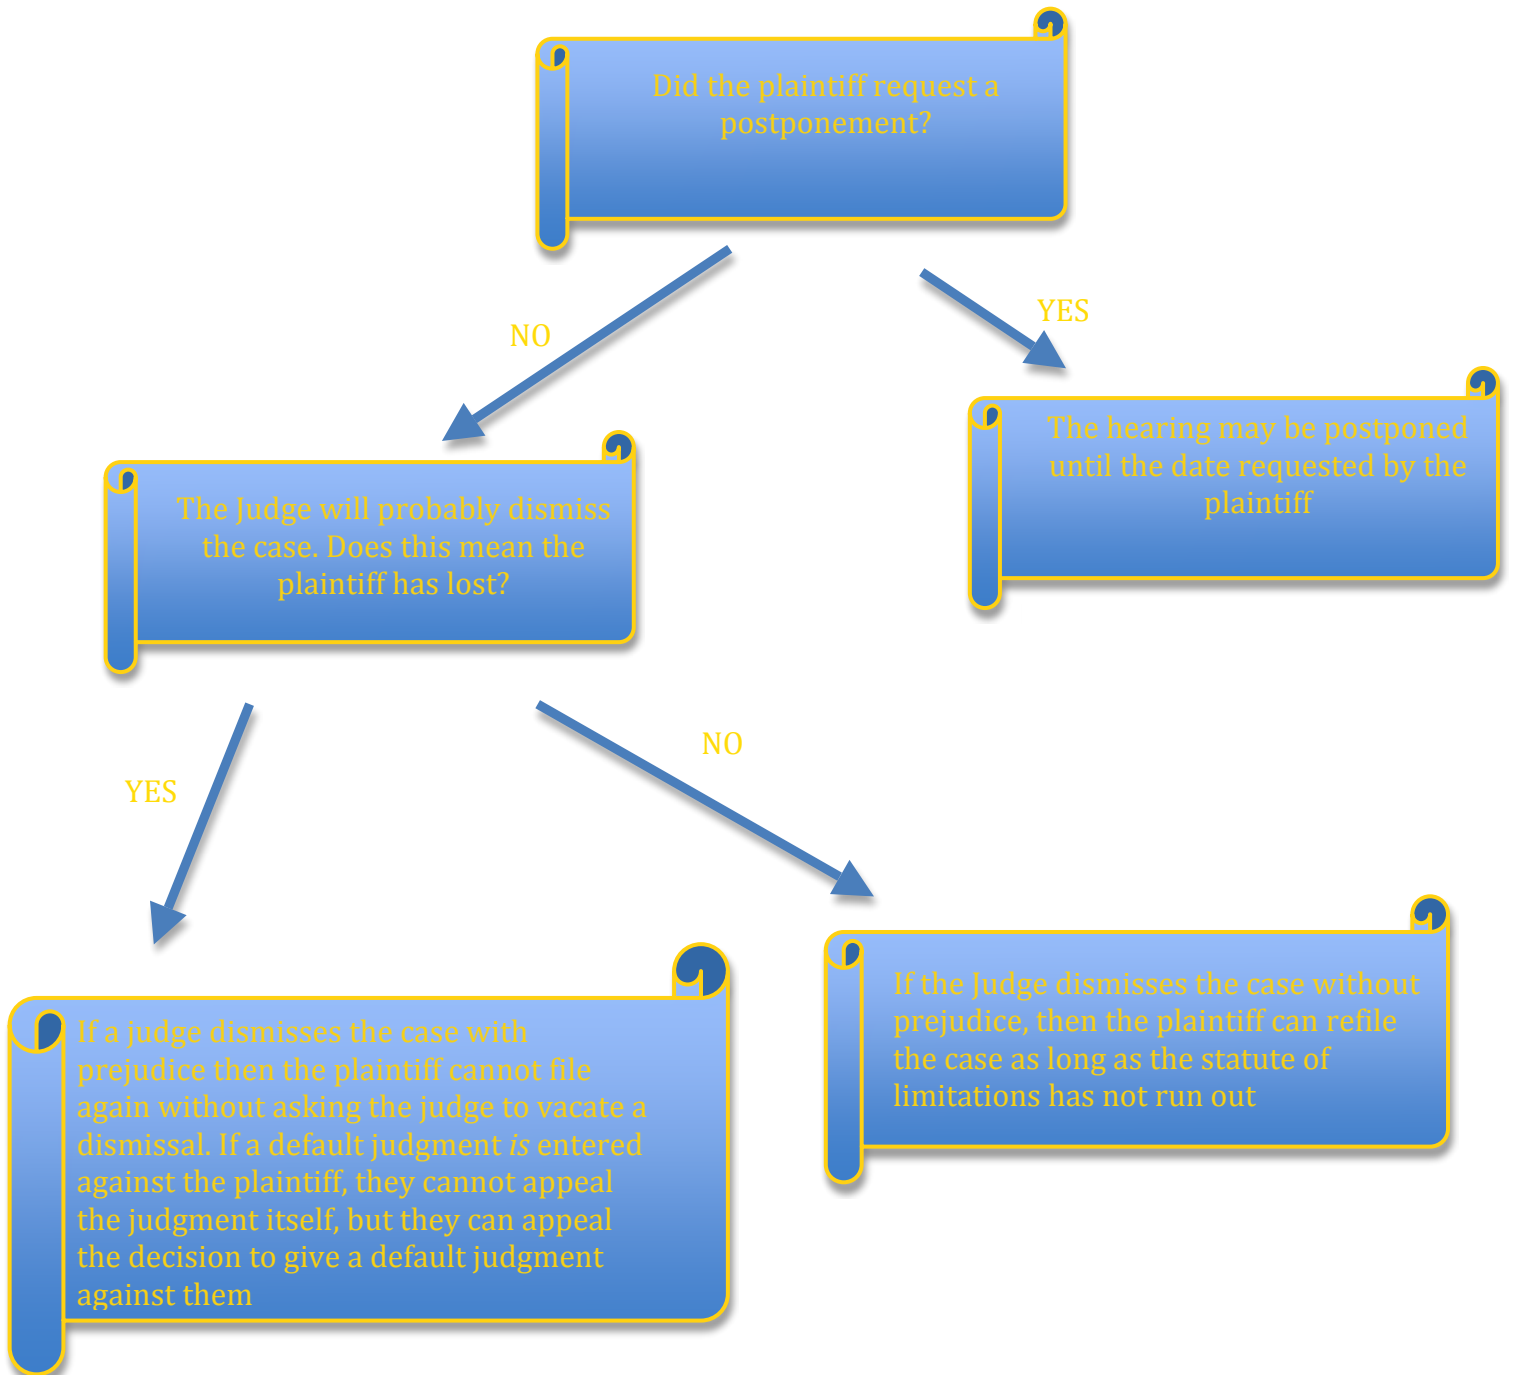 Did the plaintiff request a
postponement?
NO
YES
The hearing may be postponed
until the date requested by the
plaintiff
The Judge will probably dismiss
the case. Does this mean the
plaintiff has lost?
YES
NO
If a judge dismisses the case with
prejudice then the plaintiff cannot file
again without asking the judge to vacate a
dismissal. If a default judgment is entered
against the plaintiff, they cannot appeal
the judgment itself, but they can appeal
the decision to give a default judgment
against them
If the Judge dismisses the case without
prejudice, then the plaintiff can refile
the case as long as the statute of
limitations has not run out